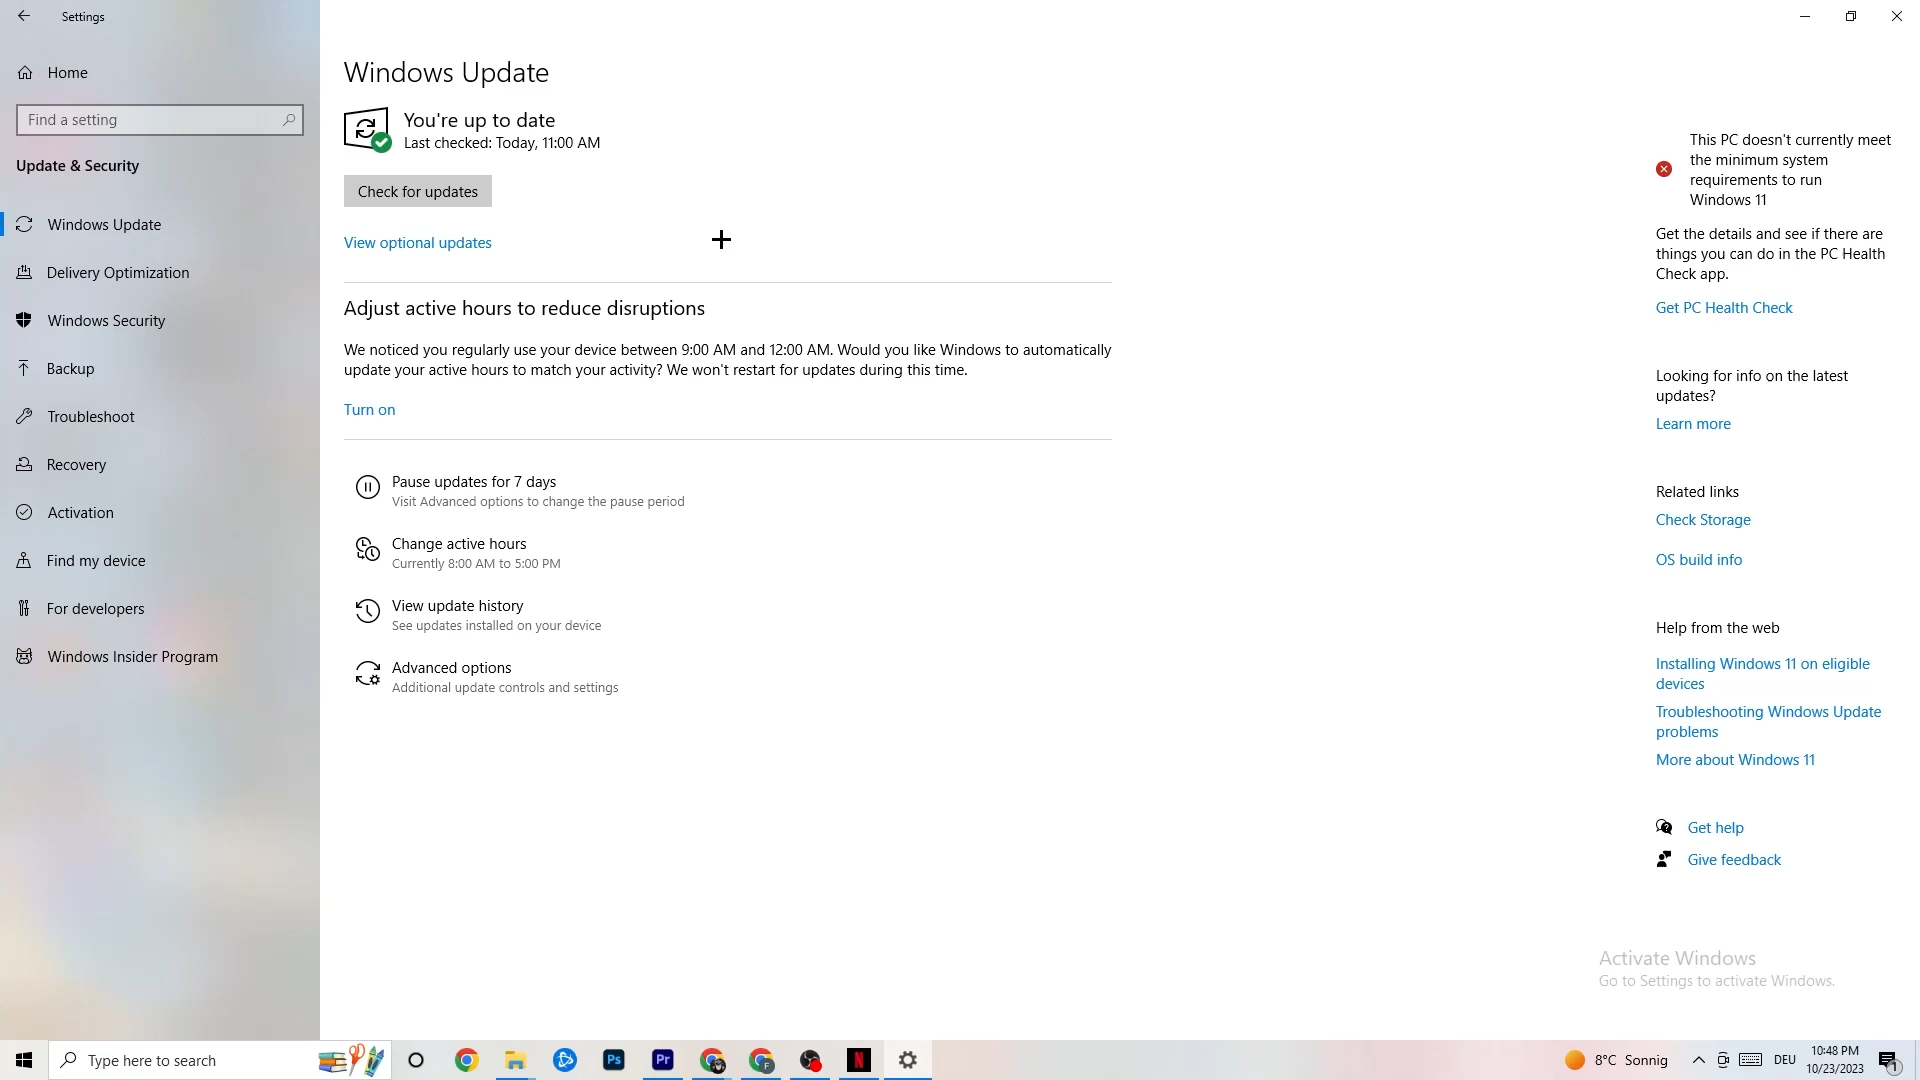 Settings
Home
Find a setting
Update & Security
Windows Update
Delivery Optimization
Windows Security
Backup
Troubleshoot
Recovery
Activation
Find my device
For developers
Windows Insider Program
Windows Update
You're up to date
Last checked: Today, 11:00 AM
Check for updates
View optional updates
Adjust active hours to reduce disruptions
We noticed you regularly use your device between 9:00 AM and 12:00 AM. Would you like Windows to automatically
update your active hours to match your activity? We won't restart for updates during this time.
Turn on
Pause updates for 7 days
Visit Advanced options to change the pause period
Change active hours
Currently 8:00 AM to 5:00 PM
View update history
See updates installed on your device
Advanced options
Additional update controls and settings
This PC doesn't currently meet
the minimum system
requirements to run
Windows 11
Get the details and see if there are
things you can do in the PC Health
Check app.
Get PC Health Check
Looking for info on the latest
updates?
Learn more
Related links
Check Storage
OS build info
Help from the web
Installing Windows 11 on eligible
devices
Troubleshooting Windows Update
problems
More about Windows 11
Get help
Give feedback
Activate Windows
Go to Settings to activate Windows.
Type here to search
Ps
Pr
F
N
8°C Sonnig
DEU
10:48 PM
10/23/2023
1